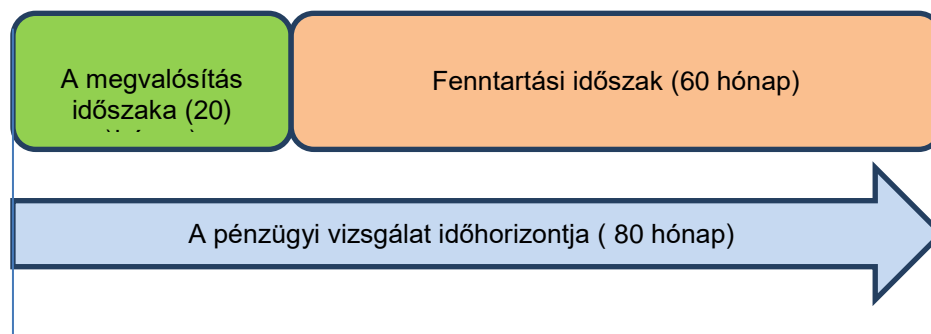 A megvalósítás
időszaka (20)
Fenntartási időszak (60 hónap)
A pénzügyi vizsgálat időhorizontja ( 80 hónap)